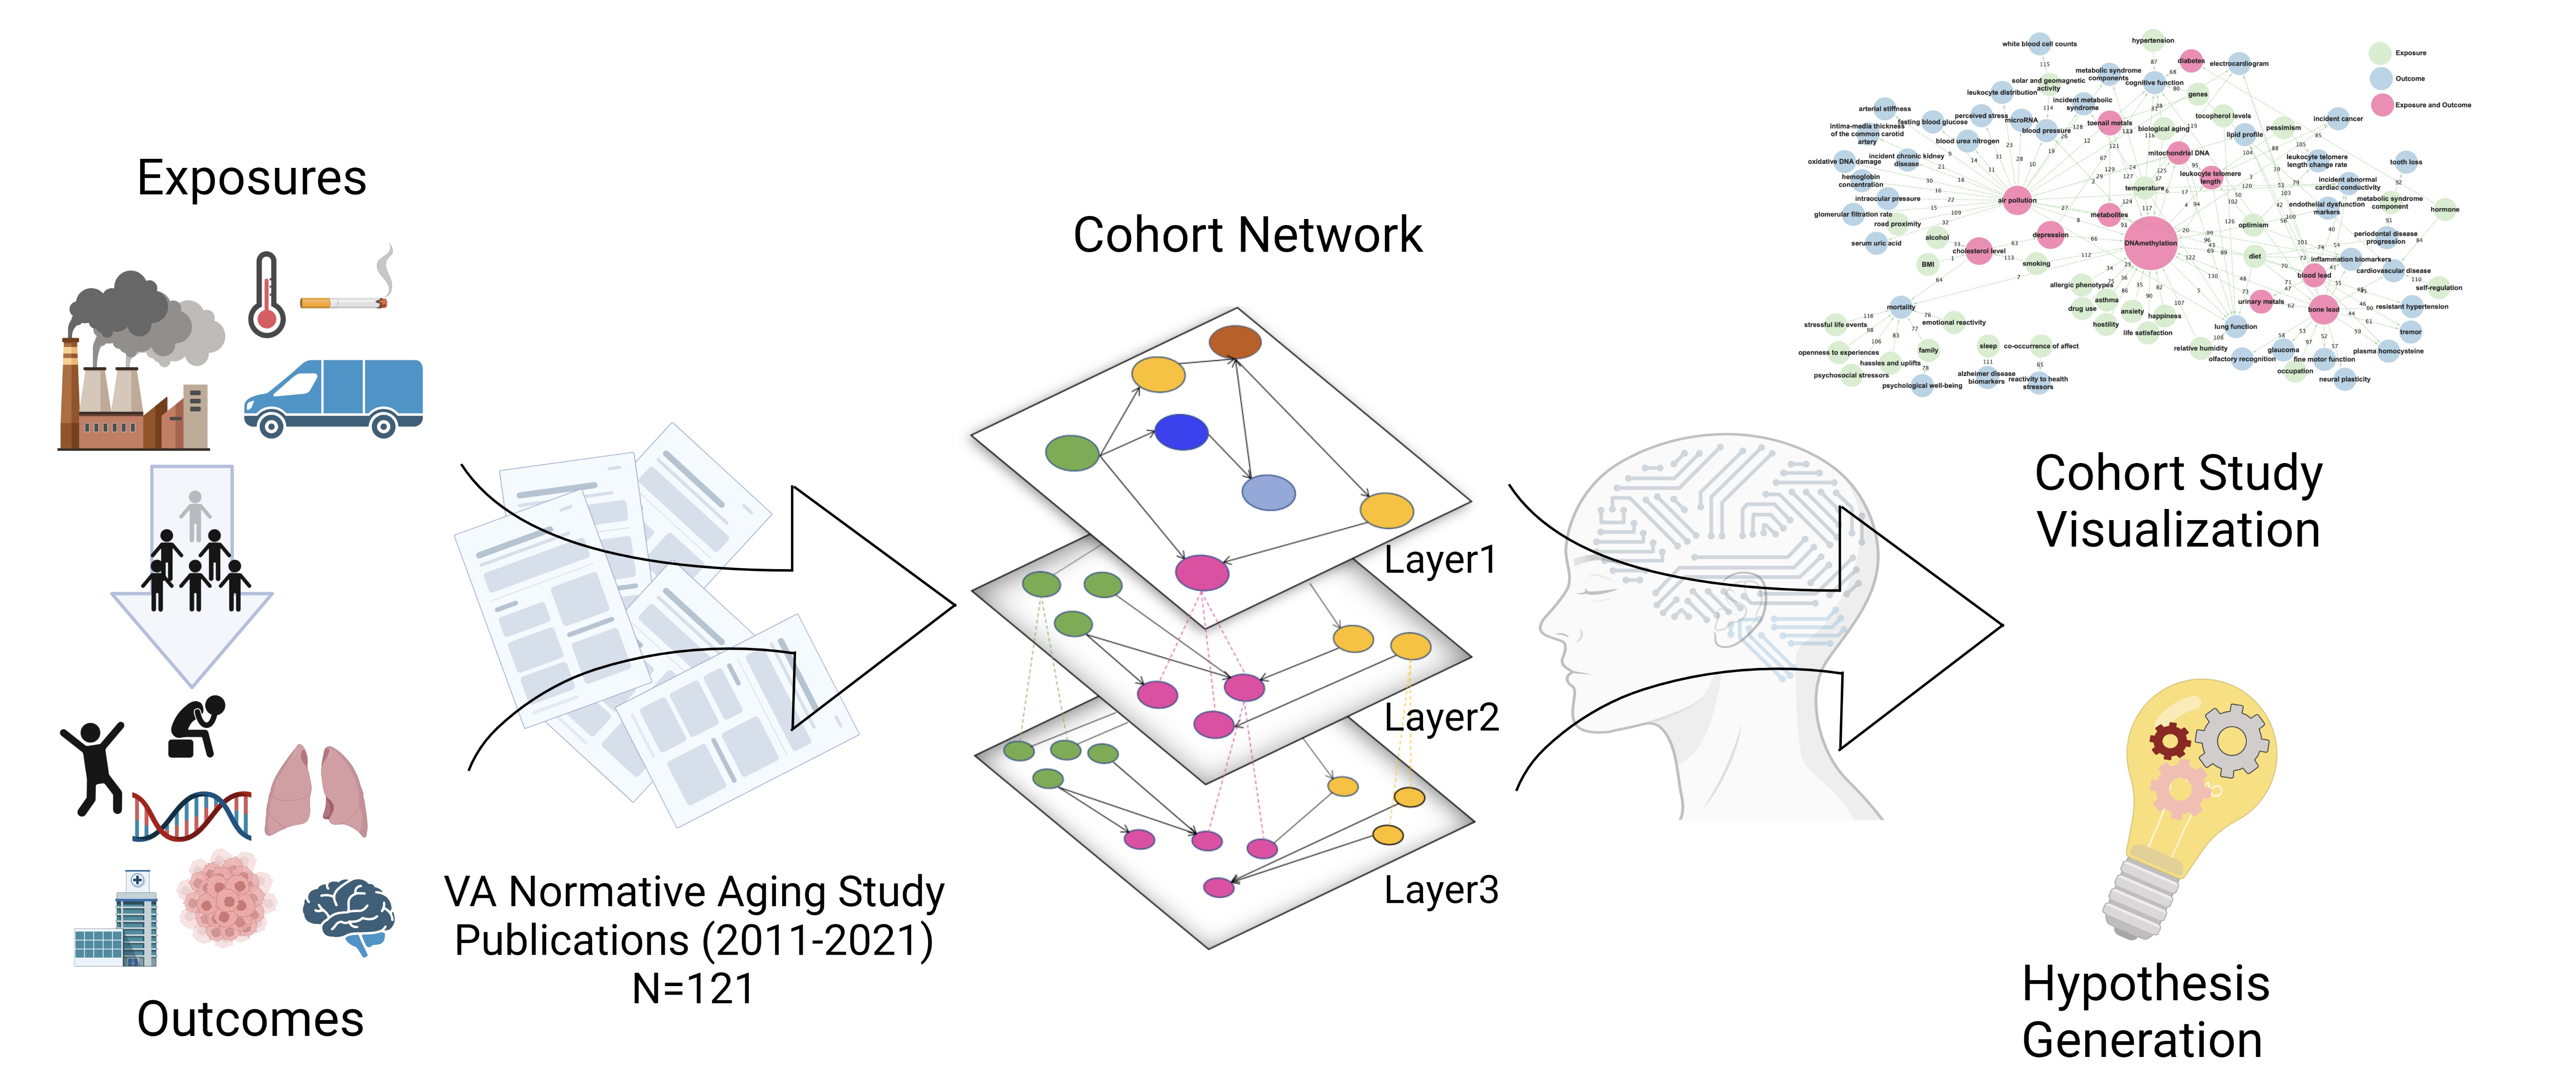 Exposures
Outcomes
VA Normative Aging Study
Publications (2011-2021)
N=121
Cohort Network
Layer1
Layer2
Layer3
Cohort Study
Visualization
Hypothesis
Generation
Exposure
Outcome
Exposure and Outcome
white blood cell counts
hypertension
diabetes
electrocardiogram
metabolic syndrome
components
cognitive function
solar and geomagnetic
activity
genes
leukocyte distribution
incident metabolic
syndrome
arterial stiffness
fasting blood glucose
perceived stress
microRNA
blood pressure
toenail metals
biological aging
tocopherol levels
lipid profile
pessimism
incident cancer
intima-media thickness
of the common carotid
artery
blood urea nitrogen
mitochondrial DNA
oxidative DNA damage
incident chronic kidney
disease
leukocyte telomere
length change rate
tooth loss
hemoglobin
concentration
leukocyte telomere
length
incident abnormal
cardiac conductivity
temperature
intraocular pressure
air pollution
metabolic syndrome
component
endothelial dysfunction
markers
hormone
glomerular filtration rate
road proximity
metabolites
optimism
serum uric acid
alcohol
depression
DNAmethylation
periodontal disease
progression
cholesterol level
BMI
smoking
diet
inflammation biomarkers
blood lead
cardiovascular disease
allergic phenotypes
self-regulation
asthma
drug use
anxiety
happiness
urinary metals
bone lead
resistant hypertension
mortality
stressful life events
emotional reactivity
hostility
life satisfaction
lung function
tremor
openness to experiences
family
sleep
co-occurrence of affect
relative humidity
glaucoma
plasma homocysteine
hassles and uplifts
olfactory recognition
fine motor function
psychosocial stressors
alzheimer disease
biomarkers
reactivity to health
stressors
occupation
neural plasticity
psychological well-being